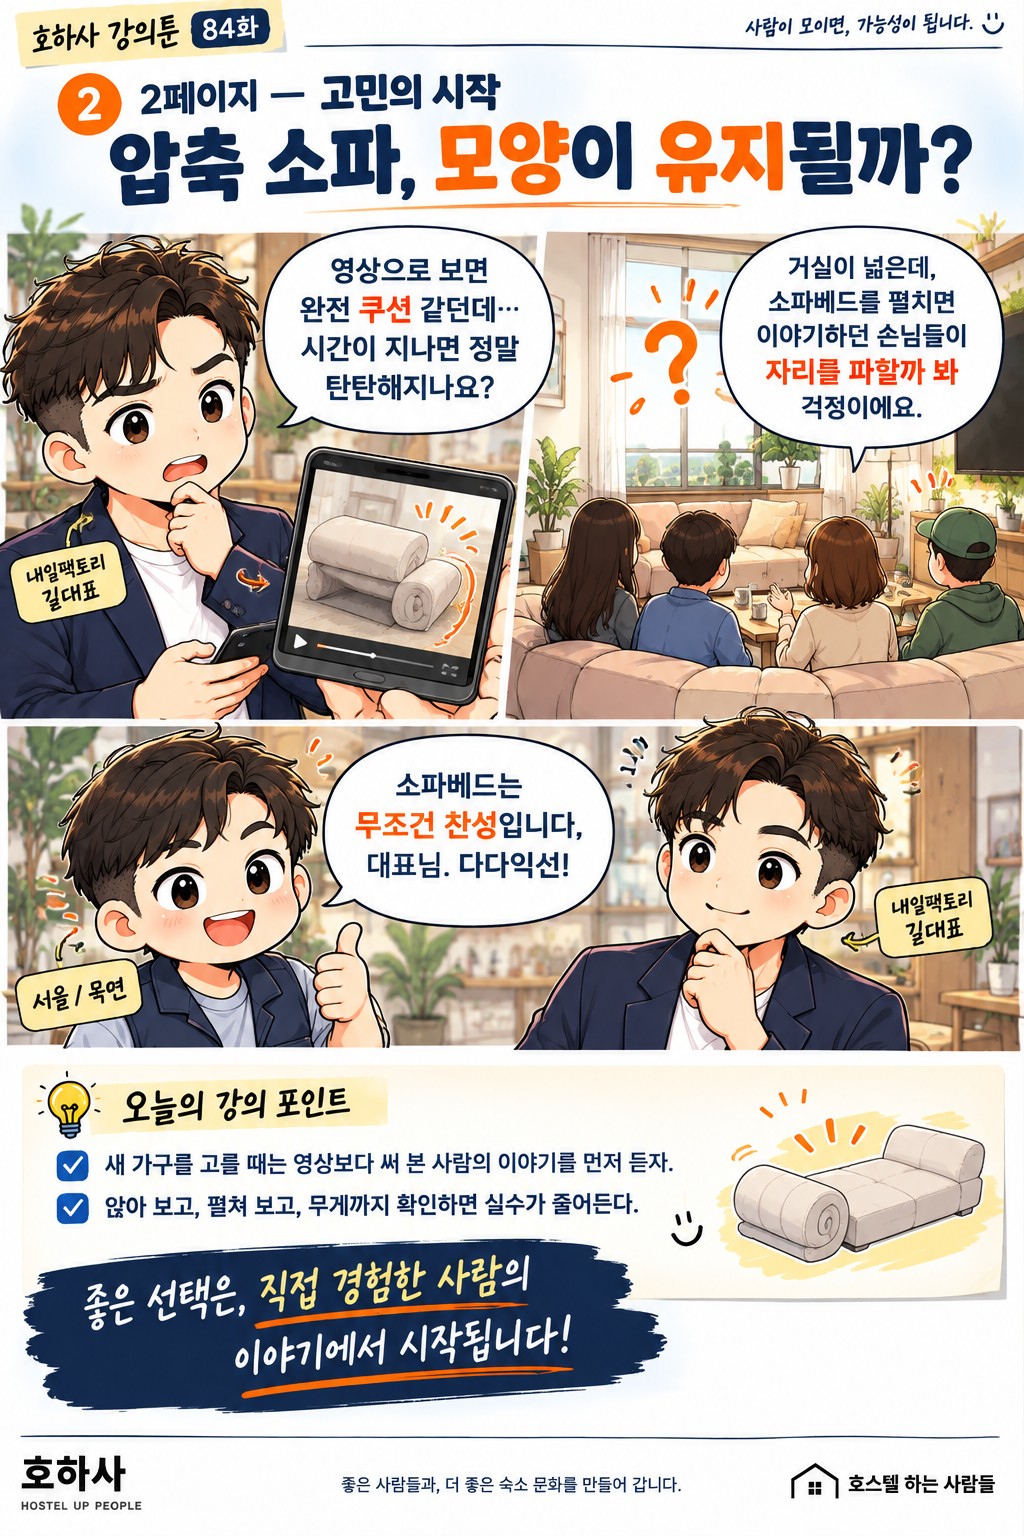 호하사 강의툰 84화
사람이 모이면, 가능성이 됩니다.
2 2페이지 — 고민의 시작
압축 소파, 모양이 유지될까?
영상으로 보면
완전 쿠션 같던데...
시간이 지나면 정말
탄탄해지나요?
내일팩토리
길대표
거실이 넓은데,
소파베드를 펼치면
이야기하던 손님들이
자리를 파할까 봐
걱정이에요.
?
소파베드는
무조건 찬성입니다,
대표님. 다다익선!
서울 / 목연
내일팩토리
길대표
오늘의 강의 포인트
새 가구를 고를 때는 영상보다 써 본 사람의 이야기를 먼저 듣자.
앉아 보고, 펼쳐 보고, 무게까지 확인하면 실수가 줄어든다.
좋은 선택은, 직접 경험한 사람의
이야기에서 시작됩니다!
호하사
HOSTEL UP PEOPLE
좋은 사람들과, 더 좋은 숙소 문화를 만들어 갑니다.
호스텔 하는 사람들